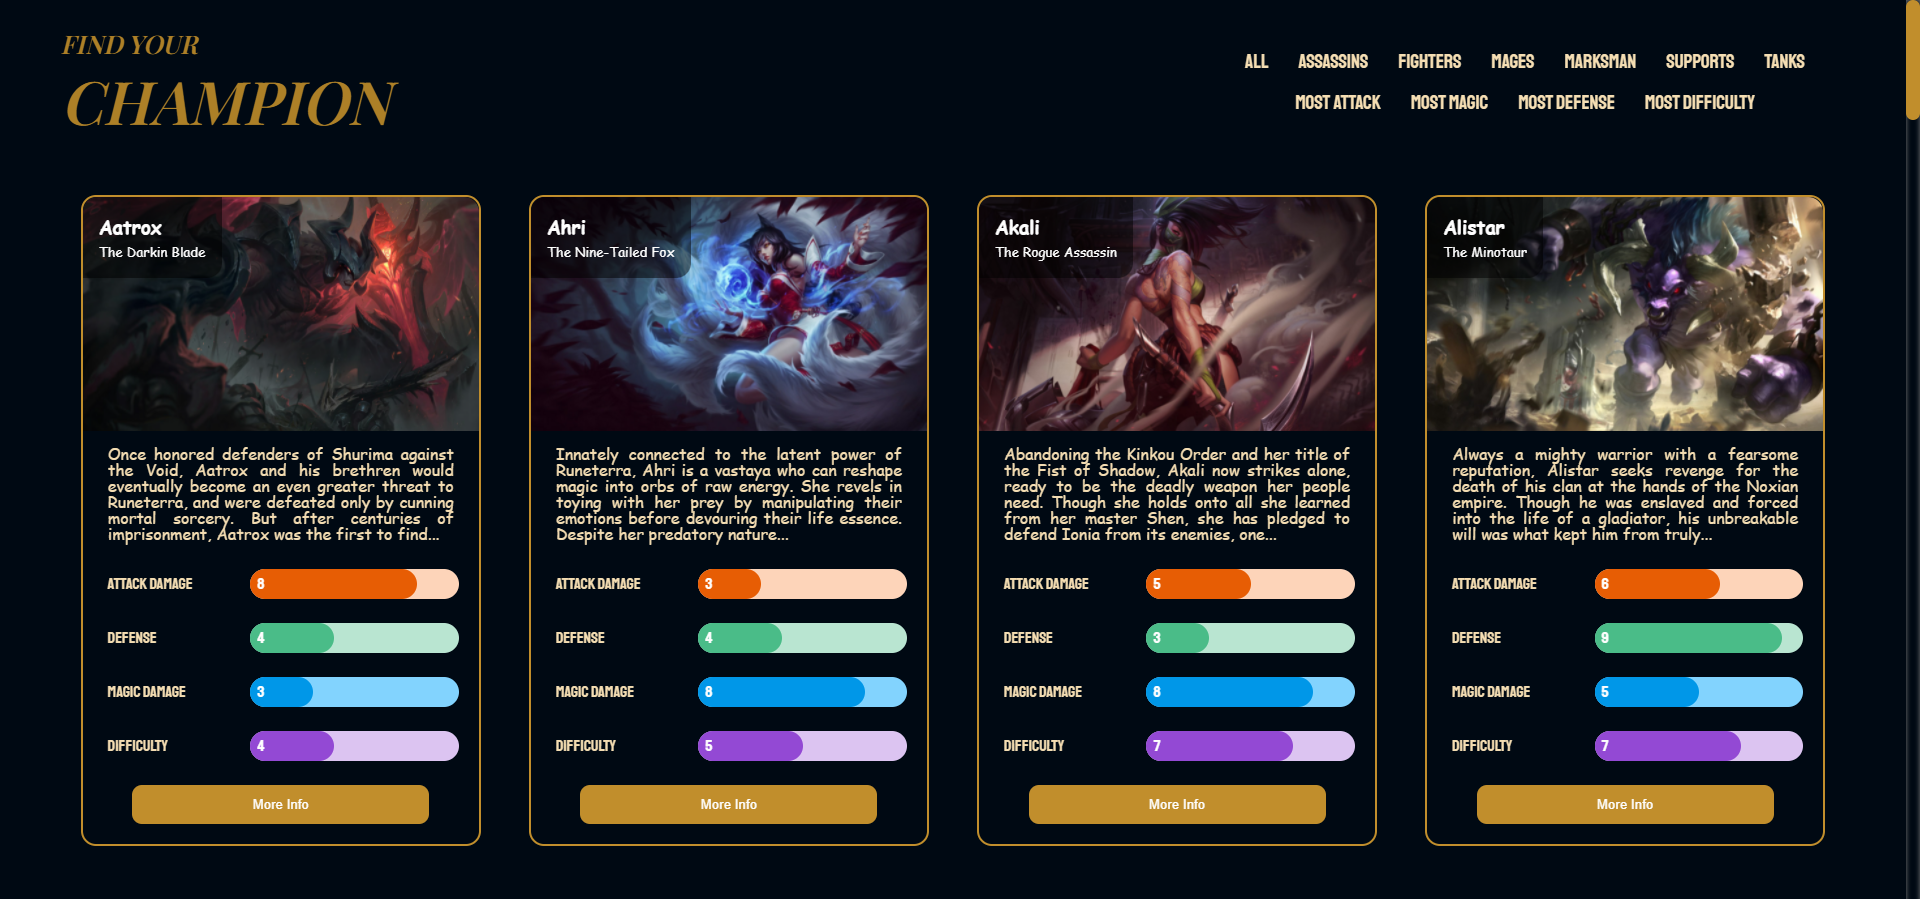 FIND YOUR
CHAMPION
ALL ASSASSINS FIGHTERS MAGES MARKSMAN SUPPORTS TANKS
MOST ATTACK MOST MAGIC MOST DEFENSE MOST DIFFICULTY
Aatrox
The Darkin Blade
Once honored defenders of Shurima against
the Void, Aatrox and his brethren would
eventually become an even greater threat to
Runeterra, and were defeated only by cunning
mortal sorcery. But after centuries of
imprisonment, Aatrox was the first to find...
ATTACK DAMAGE 8
DEFENSE 4
MAGIC DAMAGE 3
DIFFICULTY 4
More Info
Ahri
The Nine-Tailed Fox
Innately connected to the latent power of
Runeterra, Ahri is a vastaya who can reshape
magic into orbs of raw energy. She revels in
toying with her prey by manipulating their
emotions before devouring their life essence.
Despite her predatory nature...
ATTACK DAMAGE 3
DEFENSE 4
MAGIC DAMAGE 8
DIFFICULTY 5
More Info
Akali
The Rogue Assassin
Abandoning the Kinkou Order and her title of
the Fist of Shadow, Akali now strikes alone,
ready to be the deadly weapon her people
need. Though she holds onto all she learned
from her master Shen, she has pledged to
defend Ionia from its enemies, one...
ATTACK DAMAGE 5
DEFENSE 3
MAGIC DAMAGE 8
DIFFICULTY 7
More Info
Alistar
The Minotaur
Always a mighty warrior with a fearsome
reputation, Alistar seeks revenge for the
death of his clan at the hands of the Noxian
empire. Though he was enslaved and forced
into the life of a gladiator, his unbreakable
will was what kept him from truly...
ATTACK DAMAGE 6
DEFENSE 9
MAGIC DAMAGE 5
DIFFICULTY 7
More Info